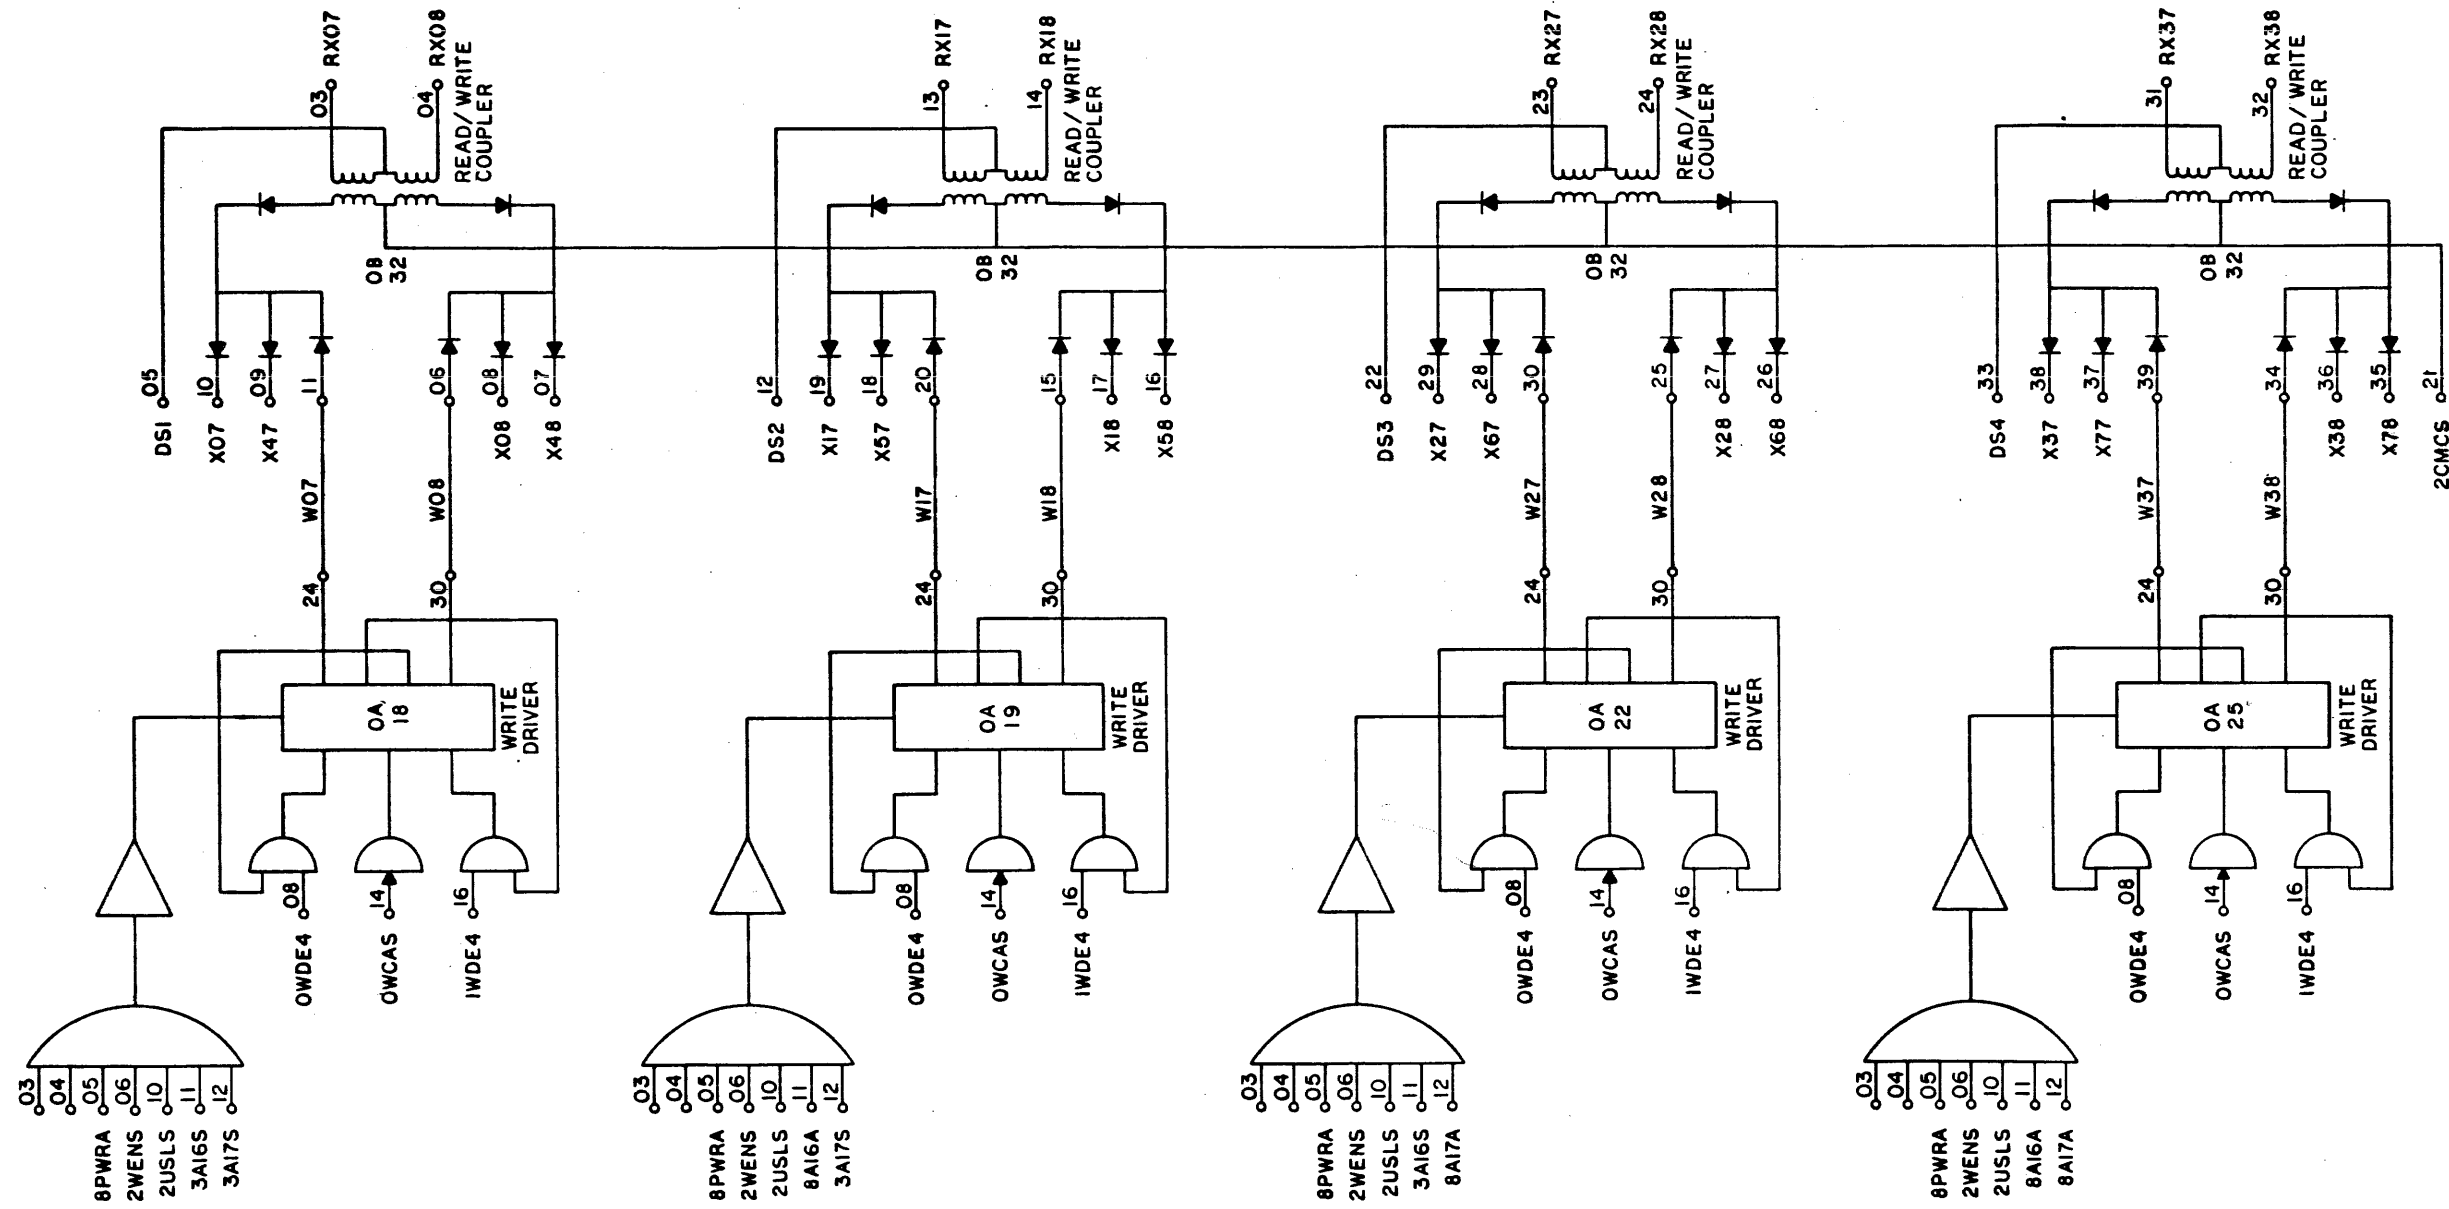 RX07
RX08
03
04
READ/WRITE
COUPLER
DS1
05
X07
10
X47
09
11
0B
32
06
X08
08
X48
07
W07
W08
24
30
0A
18
WRITE
DRIVER
0WDE4
08
0WCAS
14
1WDE4
16
03
04
8PWRA
05
2WENS
06
2USLS
10
3A16S
11
3A17S
12
RX17
RX18
13
14
READ/WRITE
COUPLER
DS2
12
X17
19
X57
18
20
0B
32
15
X18
17
X58
16
W17
W18
24
30
0A
19
WRITE
DRIVER
0WDE4
08
0WCAS
14
1WDE4
16
03
04
8PWRA
05
2WENS
06
2USLS
10
8A16A
11
3A17S
12
RX27
RX28
23
24
READ/WRITE
COUPLER
DS3
22
X27
29
X67
28
30
0B
32
25
X28
27
X68
26
W27
W28
24
30
0A
22
WRITE
DRIVER
0WDE4
08
0WCAS
14
1WDE4
16
03
04
8PWRA
05
2WENS
06
2USLS
10
3A16S
11
8A17A
12
RX37
RX38
31
32
READ/WRITE
COUPLER
DS4
33
X37
38
X77
37
39
0B
32
34
X38
36
X78
35
2CMCS
21
W37
W38
24
30
0A
25
WRITE
DRIVER
0WDE4
08
0WCAS
14
1WDE4
16
03
04
8PWRA
05
2WENS
06
2USLS
10
8A16A
11
8A17A
12